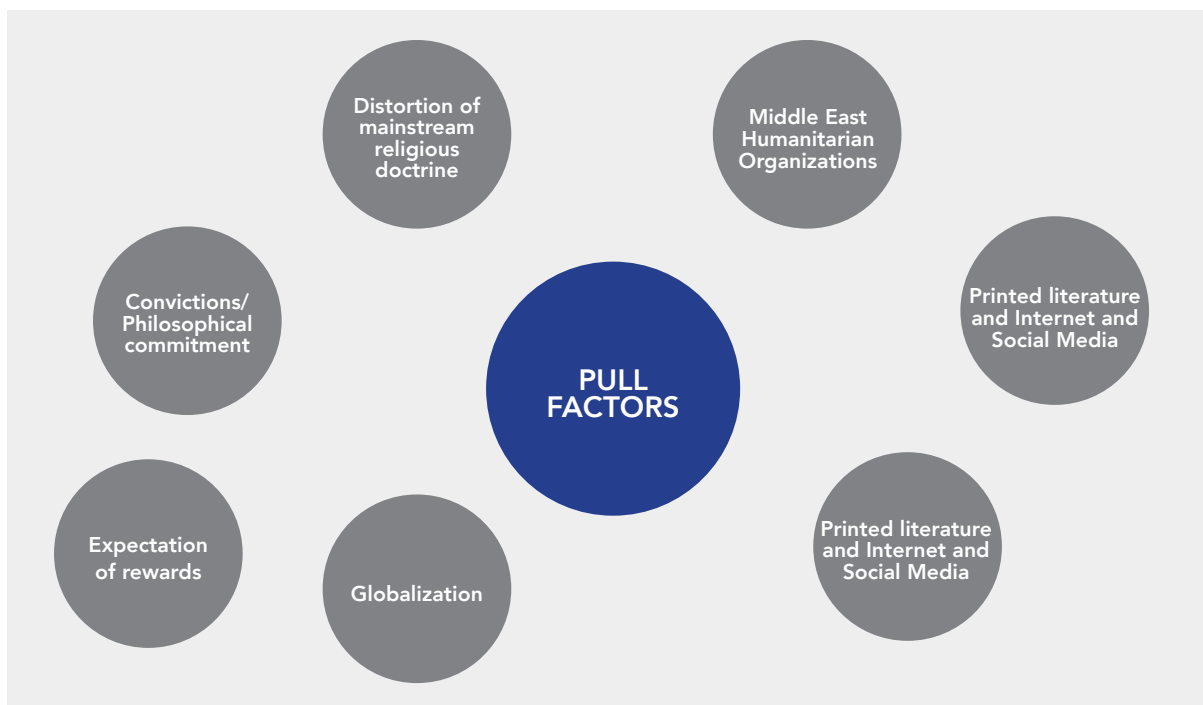 Distortion of
mainstream
religious
doctrine
Middle East
Humanitarian
Organizations
Convictions/
Philosophical
commitment
Printed literature
and Internet and
Social Media
PULL
FACTORS
Expectation
of rewards
Globalization
Printed literature
and Internet and
Social Media